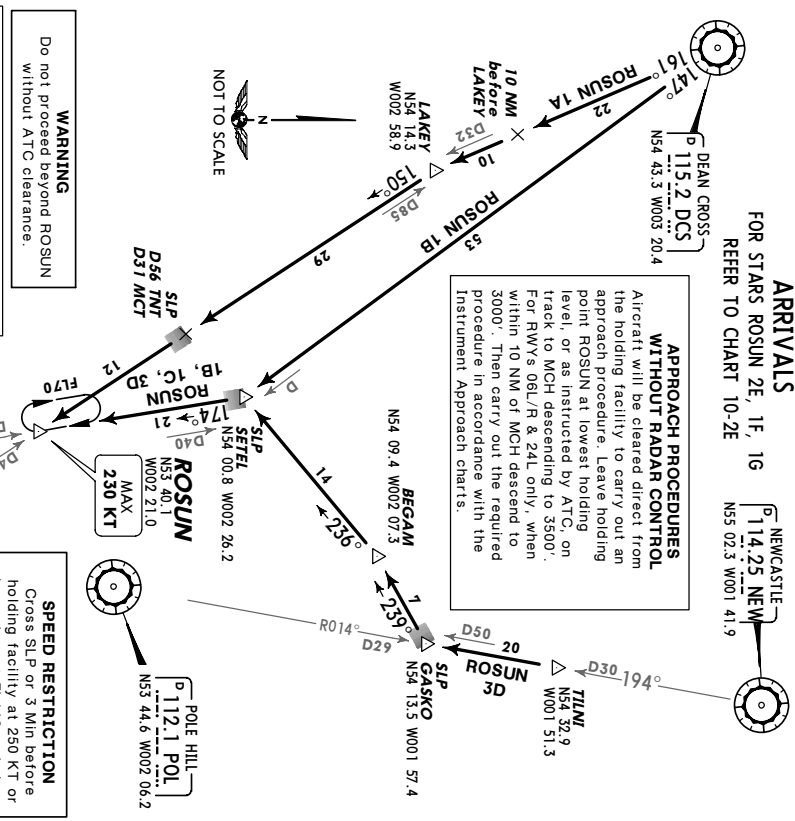 ARRIVALS
FOR STARS ROSUN 2E, 1F, 1G
REFER TO CHART 10-2E
D
DEAN CROSS
115.2 DCS
N54 43.3 W003 20.4
D
NEWCASTLE
114.25 NEW
N55 02.3 W001 41.9
161°
147°
ROSUN 1A
22
10 NM
before
LAKEY
D32
10
LAKEY
N54 14.3
W002 58.9
150°
D85
29
ROSUN 1B
53
APPROACH PROCEDURES
WITHOUT RADAR CONTROL
Aircraft will be cleared direct from
the holding facility to carry out an
approach procedure. Leave holding
point ROSUN at lowest holding
level, or as instructed by ATC, on
track to MCH descending to 3500'.
For RWYs 06L/R & 24L only, when
within 10 NM of MCH descend to
3000'. Then carry out the required
procedure in accordance with the
Instrument Approach charts.
D30
194°
TILNI
N54 32.9
W001 51.3
D50
20
ROSUN
3D
SLP
GASKO
N54 13.5 W001 57.4
R014°
D29
7
239°
BEGAM
N54 09.4 W002 07.3
236°
14
N
NOT TO SCALE
SLP
D56 TNT
D31 MCT
12
D
SLP
SETEL
N54 00.8 W002 26.2
174°
D40
21
ROSUN
1B, 1C, 3D
FL70
ROSUN
N53 40.1
W002 21.0
MAX
230 KT
D
POLE HILL
112.1 POL
N53 44.6 W002 06.2
WARNING
Do not proceed beyond ROSUN
without ATC clearance.
SPEED RESTRICTION
Cross SLP or 3 Min before
holding facility at 250 KT or